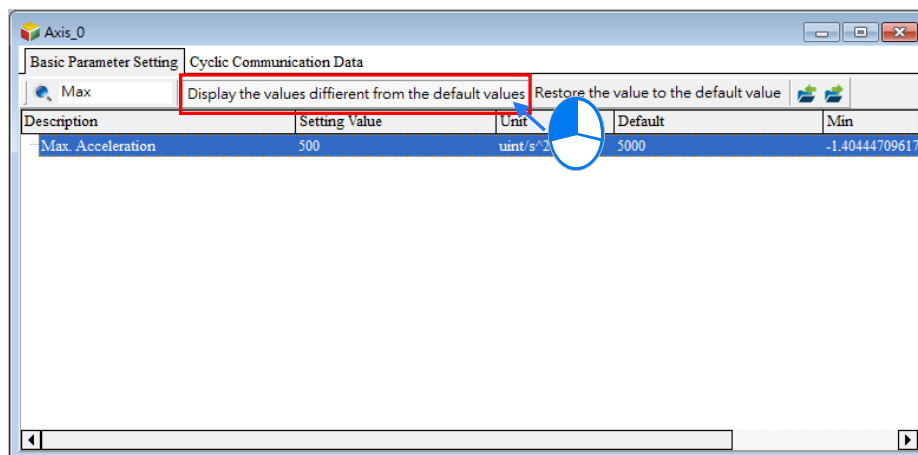 Axis_0
Basic Parameter Setting Cyclic Communication Data
Max Display the values diffierent from the default values Restore the value to the default value
Description Setting Value Unit Default Min
Max. Acceleration 500 uint/s^2 5000 -1.40444709617